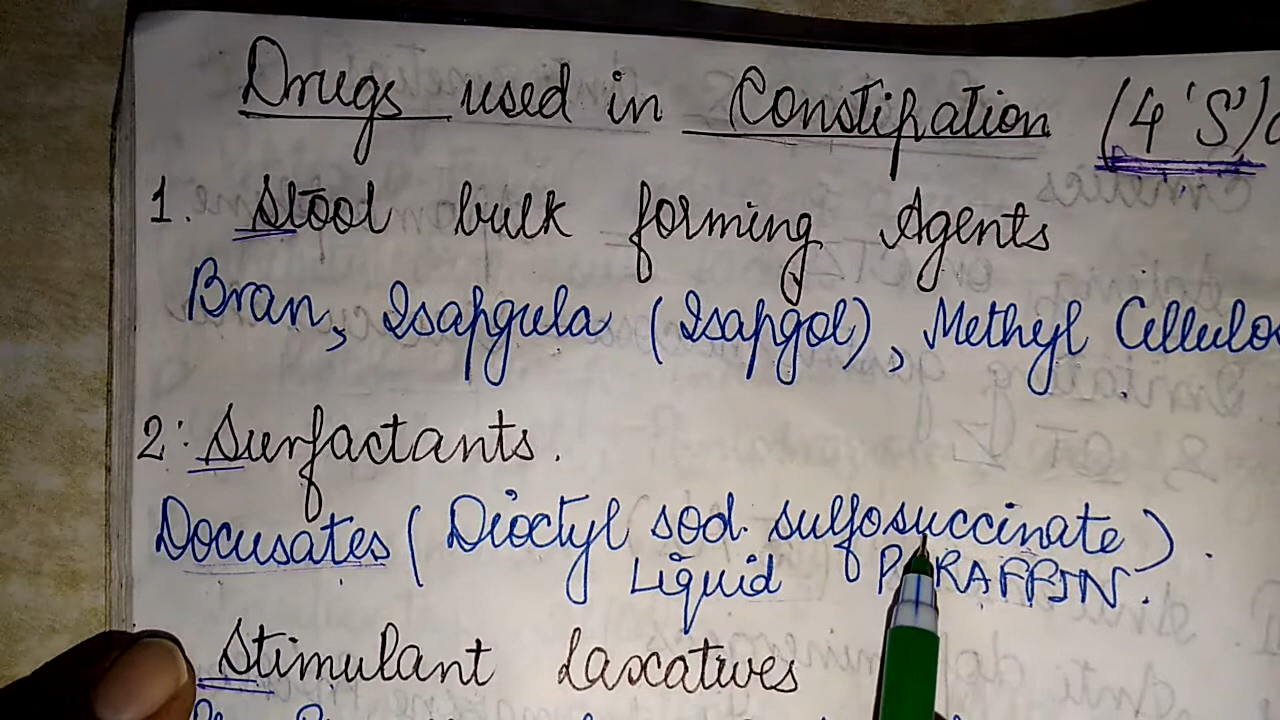 Drugs used in Constipation (4 'S')
1. Stool bulk forming Agents
Bran, Isapgula (Isapgol), Methyl Cellulo
2. Surfactants.
Docusates (Dioctyl sod. sulfosuccinate).
Liquid PARAFFIN.
Stimulant Laxatives